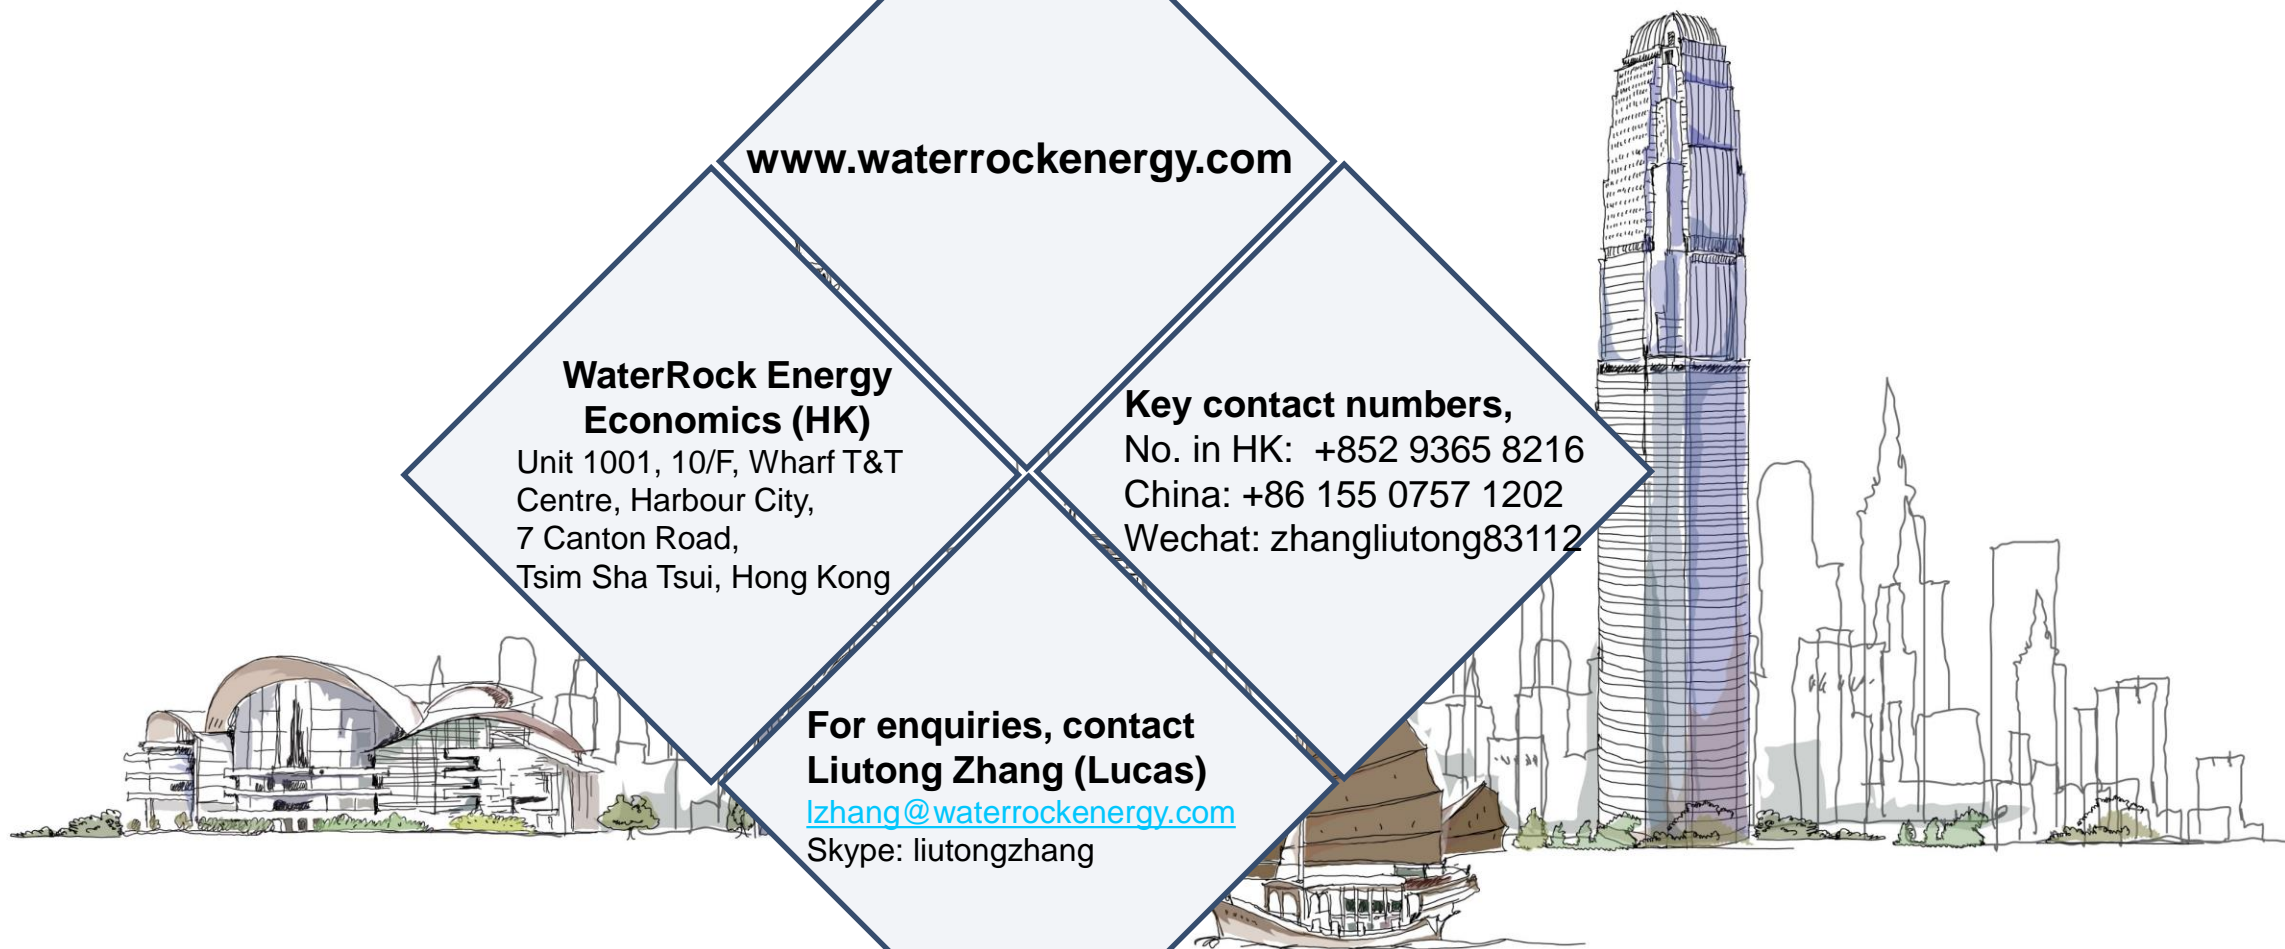 www.waterrockenergy.com
WaterRock Energy
Economics (HK)
Unit 1001, 10/F, Wharf T&T
Centre, Harbour City,
7 Canton Road,
Tsim Sha Tsui, Hong Kong
Key contact numbers,
No. in HK:  +852 9365 8216
China: +86 155 0757 1202
Wechat: zhangliutong83112
For enquiries, contact
Liutong Zhang (Lucas)
lzhang@waterrockenergy.com
Skype: liutongzhang